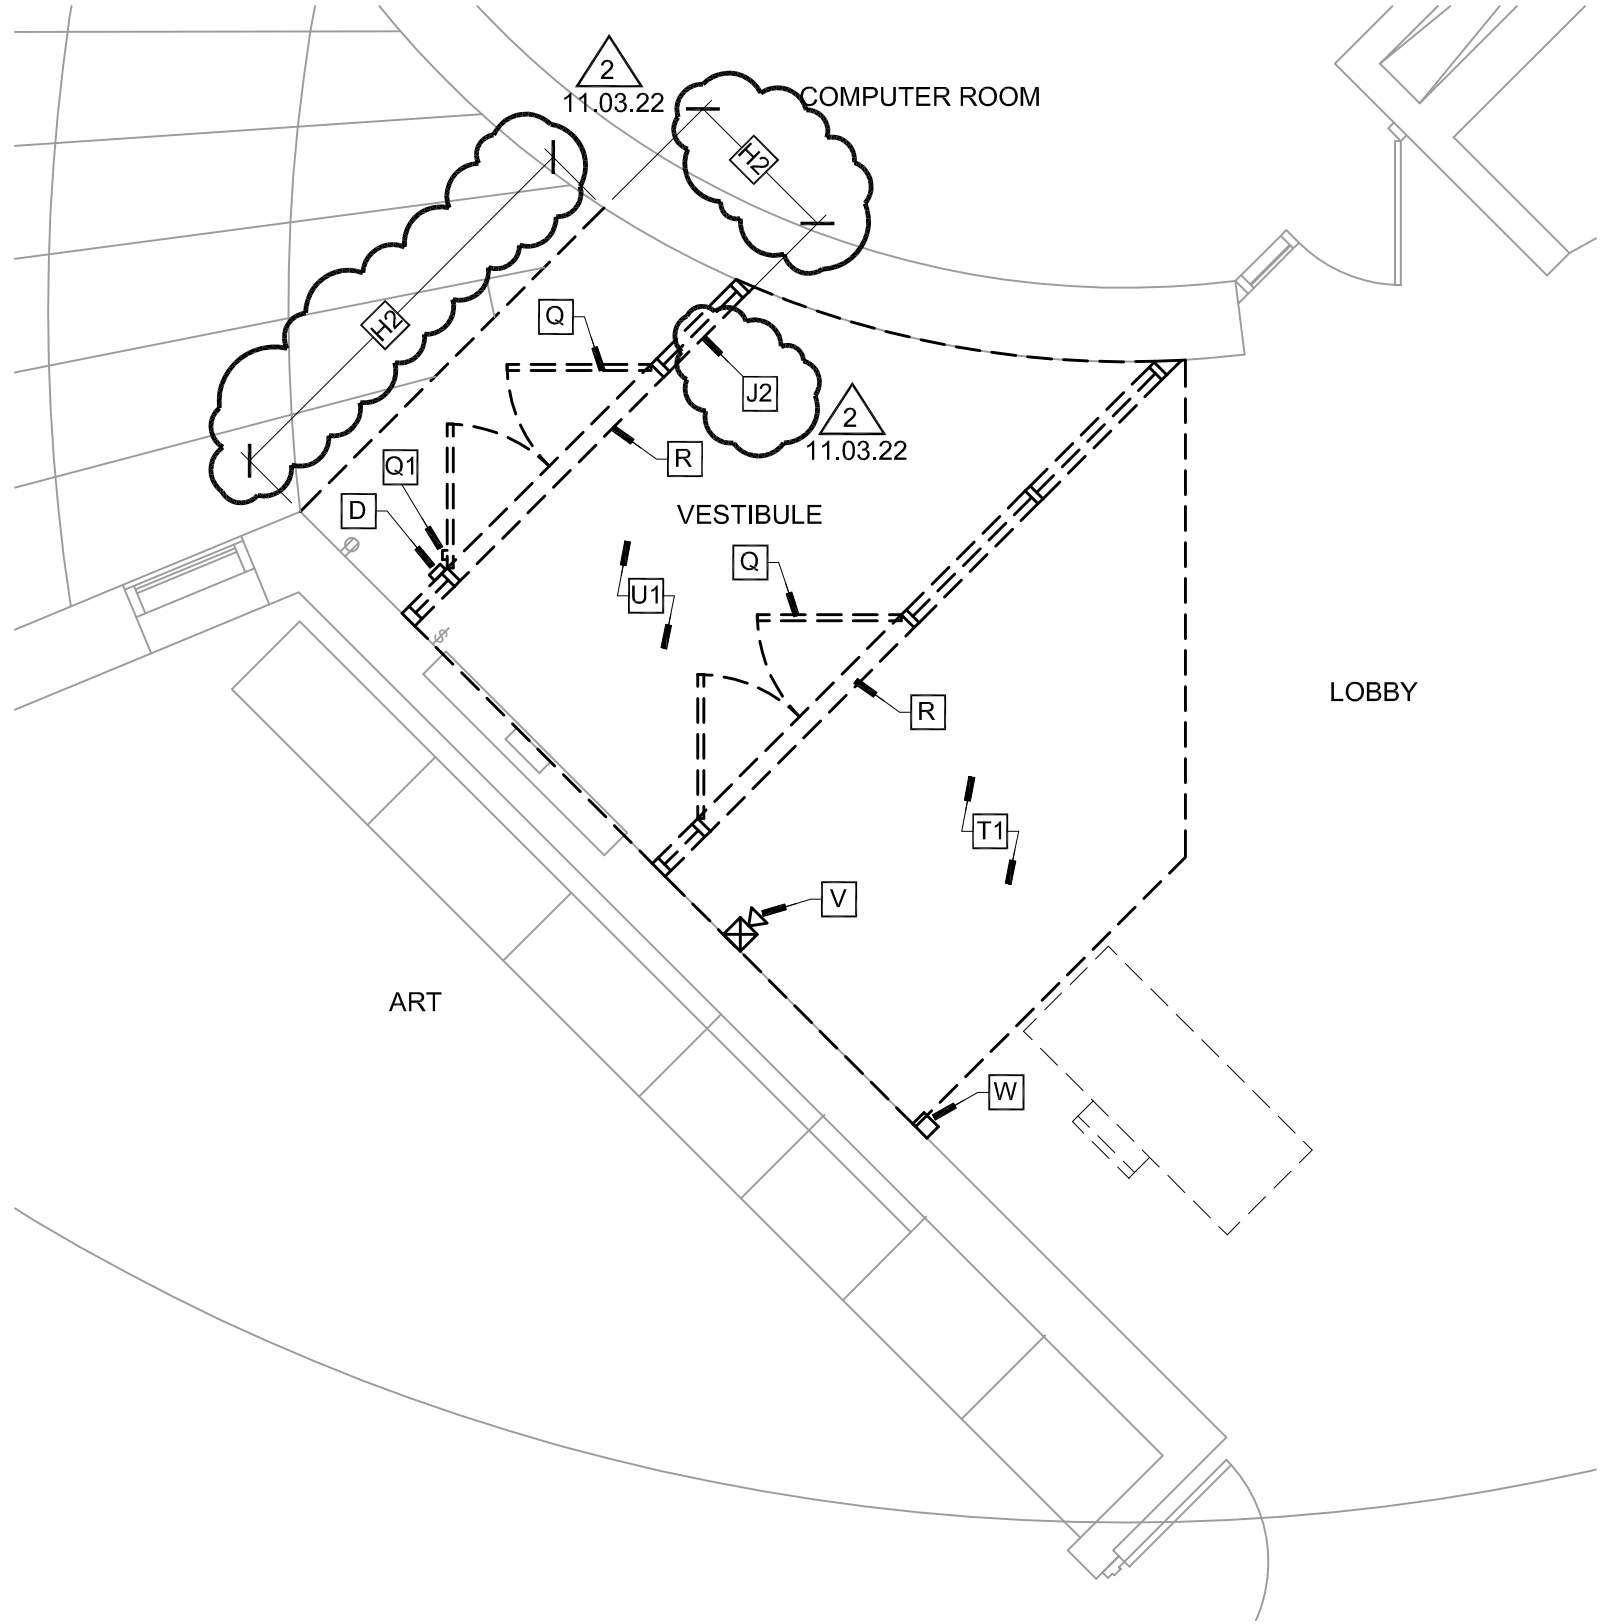 2
11.03.22
COMPUTER ROOM
H2
H2
Q
J2
2
11.03.22
R
Q1
D
VESTIBULE
Q
U1
LOBBY
R
T1
V
ART
W
$